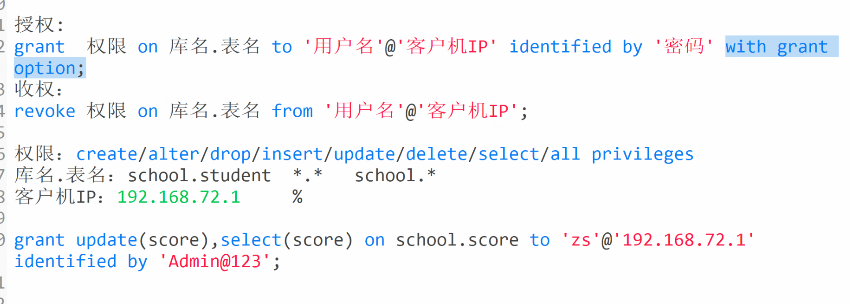 授权:
grant 权限 on 库名.表名 to '用户名'@'客户机IP' identified by '密码' with grant
option;
收权:
revoke 权限 on 库名.表名 from '用户名'@'客户机IP';
权限: create/alter/drop/insert/update/delete/select/all privileges
库名.表名: school.student *.* school.*
客户机IP: 192.168.72.1 %
grant update(score),select(score) on school.score to 'zs'@'192.168.72.1'
identified by 'Admin@123';